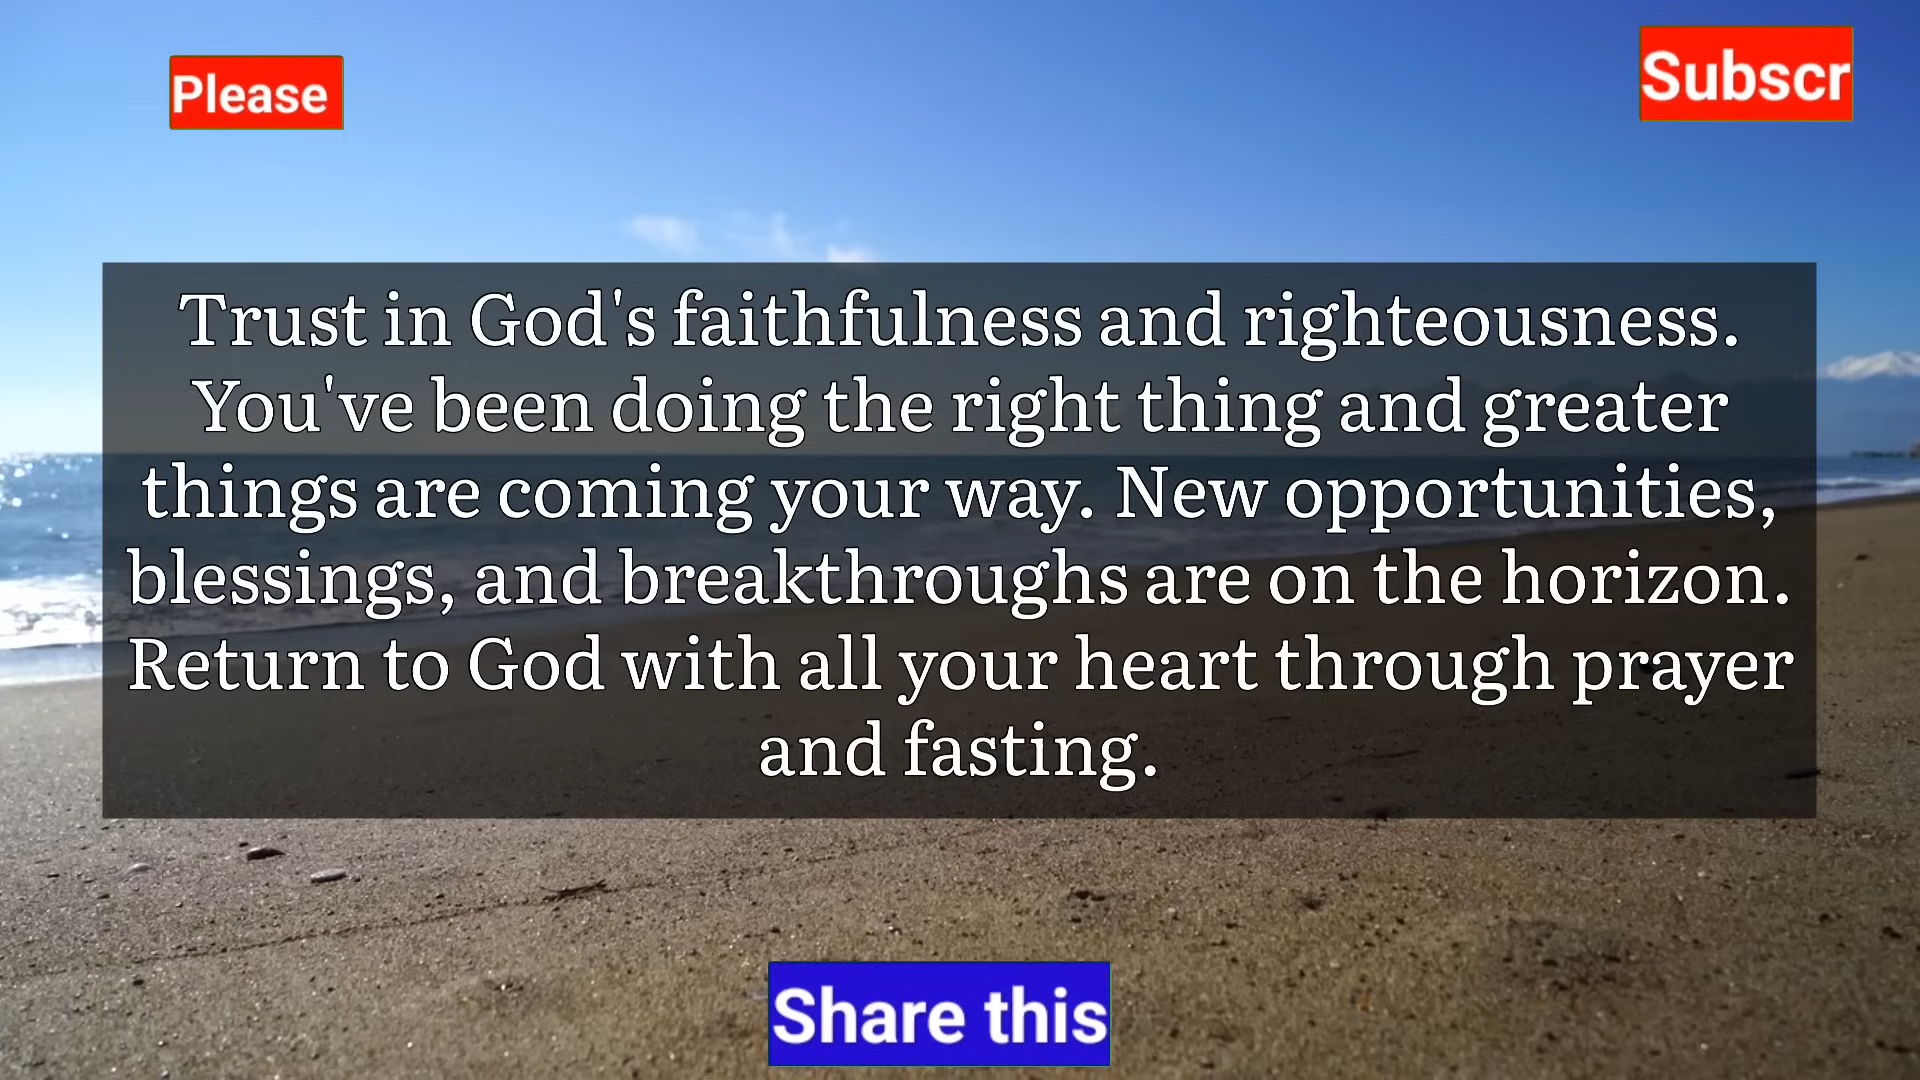 Please
Subscr
Trust in God's faithfulness and righteousness.
You've been doing the right thing and greater
things are coming your way. New opportunities,
blessings, and breakthroughs are on the horizon.
Return to God with all your heart through prayer
and fasting.
Share this